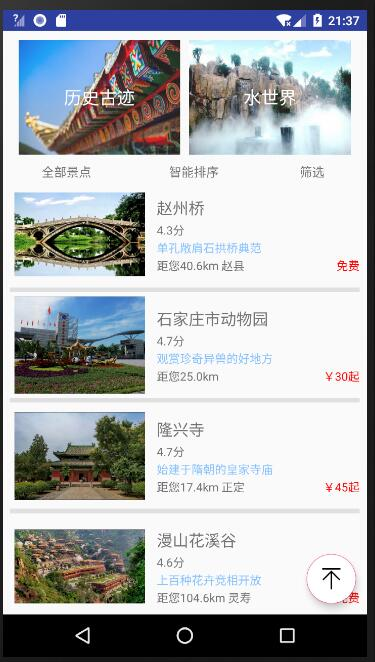 21:37
历史古迹
水世界
全部景点 智能排序 筛选
赵州桥
4.3分
单孔敞肩石拱桥典范
距您40.6km 赵县 免费
石家庄市动物园
4.7分
观赏珍奇异兽的好地方
距您25.0km ￥30起
隆兴寺
4.7分
始建于隋朝的皇家寺庙
距您17.4km 正定 ￥45起
漫山花溪谷
4.6分
上百种花卉竞相开放
距您104.6km 灵寿 免费